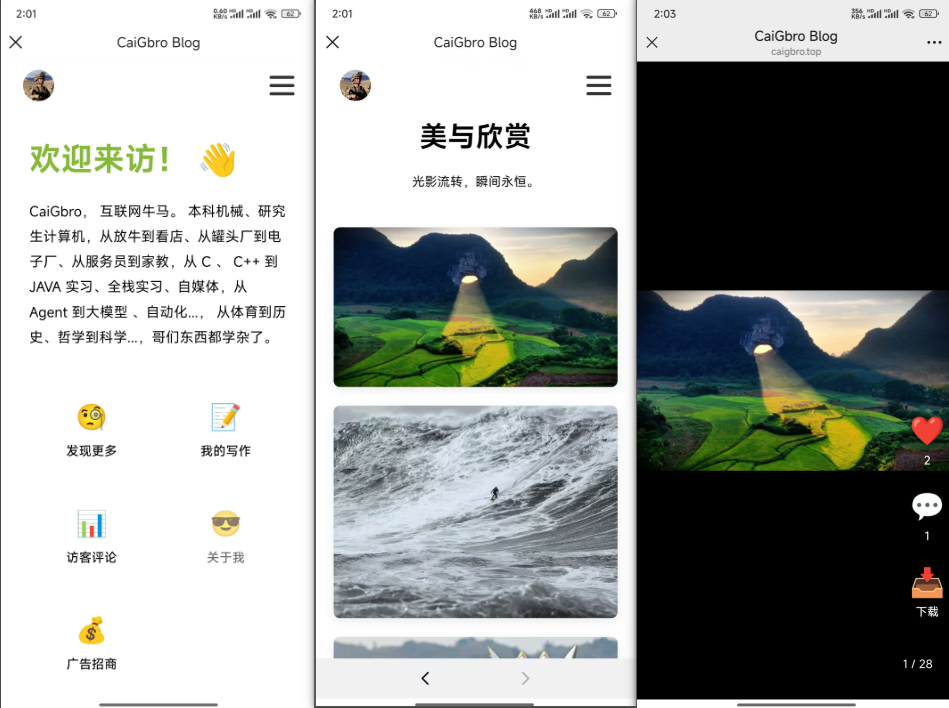 2:01
0.60 KB/s HD HD 62
CaiGbro Blog
欢迎来访！
CaiGbro， 互联网牛马。 本科机械、研究
生计算机，从放牛到看店、从罐头厂到电
子厂、从服务员到家教，从 C 、 C++ 到
JAVA 实习、全栈实习、自媒体，从
Agent 到大模型 、自动化...， 从体育到历
史、哲学到科学...，哥们东西都学杂了。
发现更多
我的写作
访客评论
关于我
广告招商
2:01
468 KB/s HD HD 62
CaiGbro Blog
美与欣赏
光影流转，瞬间永恒。
2:03
356 KB/s HD HD 62
CaiGbro Blog
caigbro.top
2
1
下载
1 / 28